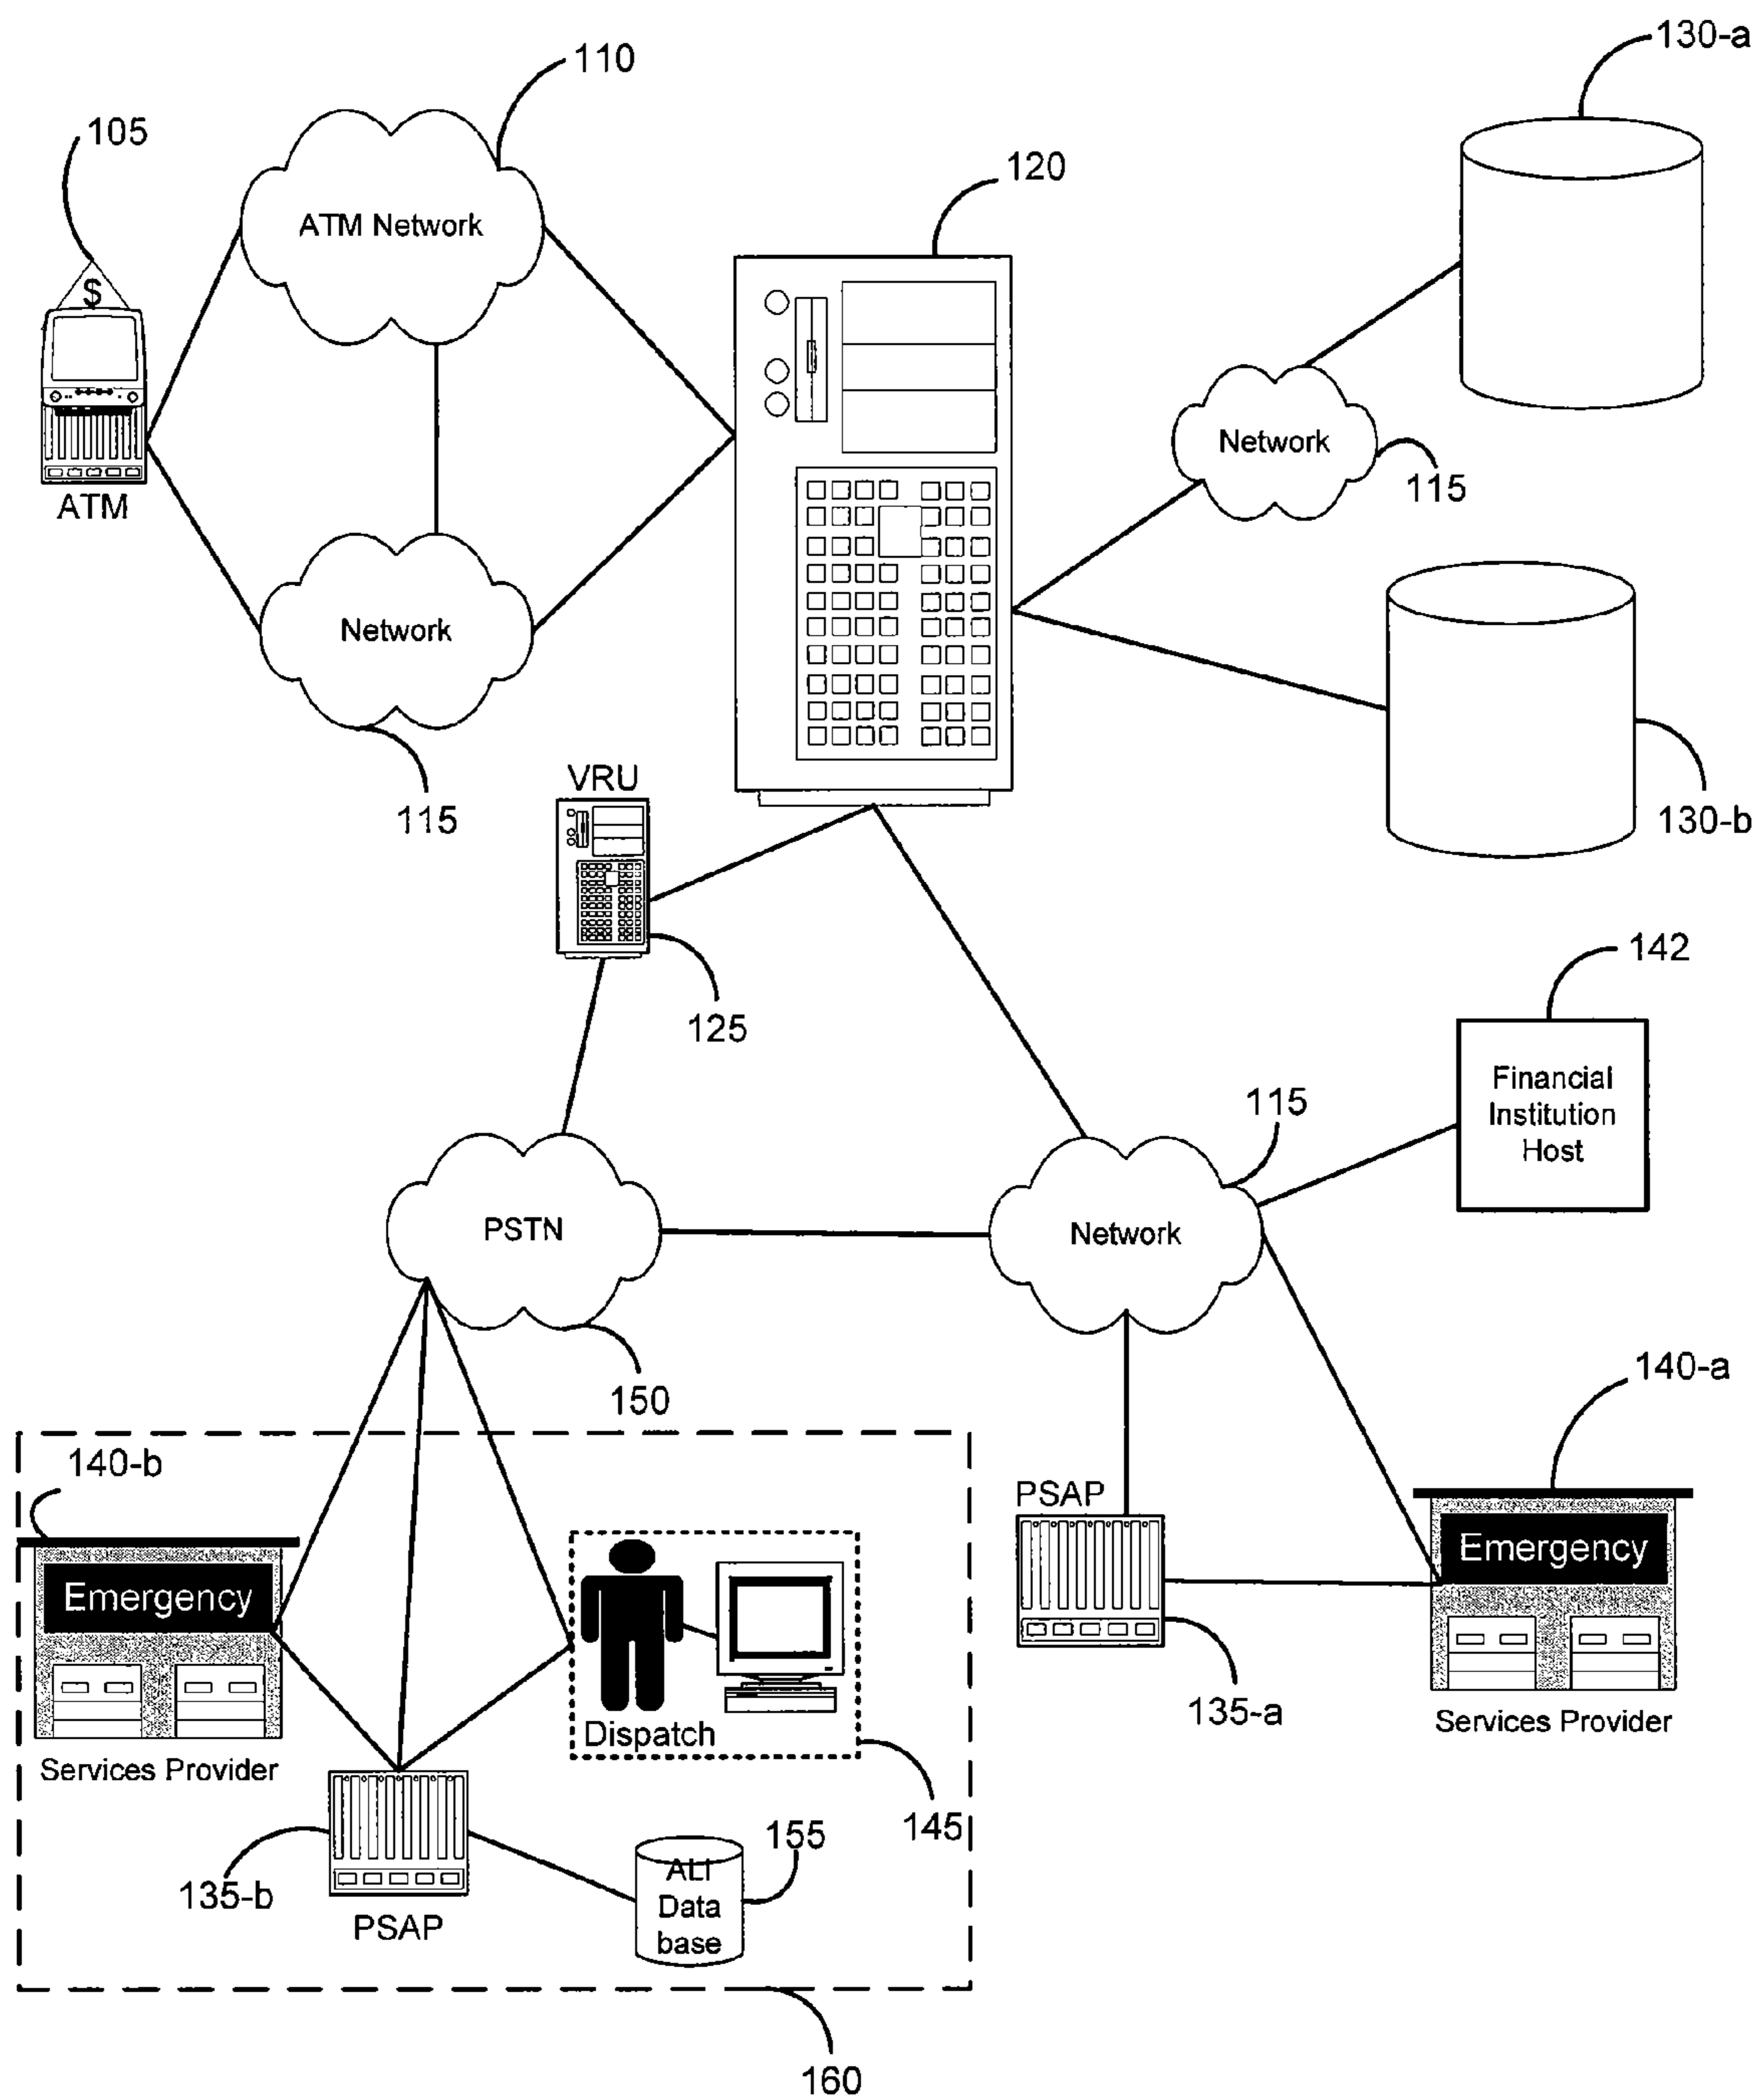 130-a
110
105
120
ATM Network
$
Network
115
ATM
Network
115
VRU
130-b
125
142
Financial
Institution
Host
115
PSTN
Network
150
140-a
140-b
PSAP
Emergency
Emergency
135-a
Dispatch
Services Provider
Services Provider
145
155
ALI
Data
base
135-b
PSAP
160